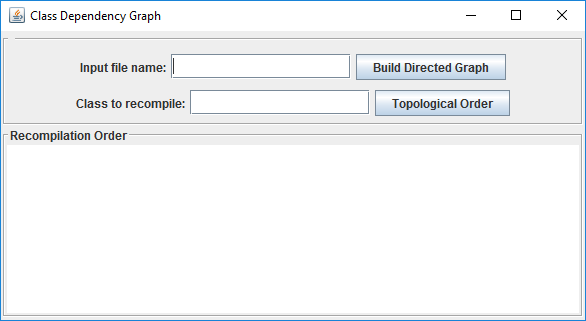 Class Dependency Graph
Input file name: Build Directed Graph
Class to recompile: Topological Order
Recompilation Order